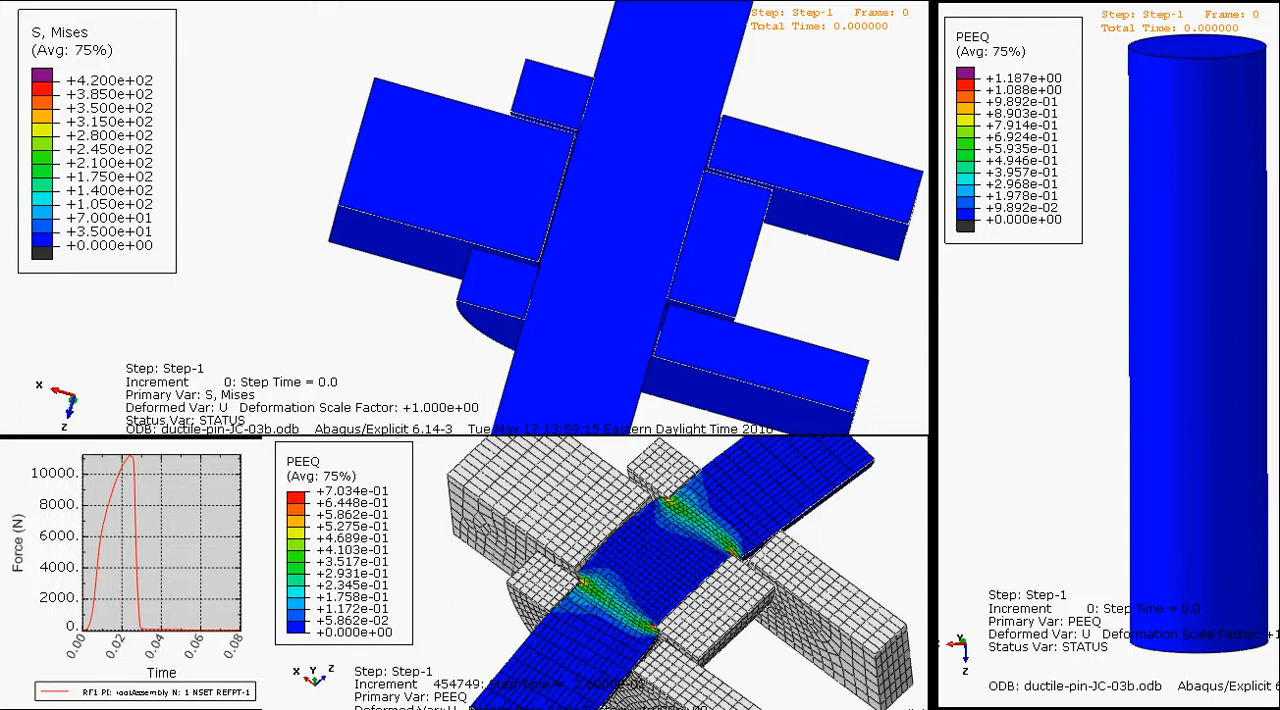 S, Mises
(Avg: 75%)
+4.200e+02
+3.850e+02
+3.500e+02
+3.150e+02
+2.800e+02
+2.450e+02
+2.100e+02
+1.750e+02
+1.400e+02
+1.050e+02
+7.000e+01
+3.500e+01
+0.000e+00
Step: Step-1 Frame: 0
Total Time: 0.000000
X
Z
Step: Step-1
Increment 0: Step Time = 0.0
Primary Var: S, Mises
Deformed Var: U Deformation Scale Factor: +1.000e+00
Status Var: STATUS
ODB: ductile-pin-JC-03b.odb Abaqus/Explicit 6.14-3 Tue May 17 13:59:15 Eastern Daylight Time 2016
PEEQ
(Avg: 75%)
+1.187e+00
+1.088e+00
+9.892e-01
+8.903e-01
+7.914e-01
+6.924e-01
+5.935e-01
+4.946e-01
+3.957e-01
+2.968e-01
+1.978e-01
+9.892e-02
+0.000e+00
Step: Step-1 Frame: 0
Total Time: 0.000000
Y
Z
Step: Step-1
Increment 0: Step Time = 0.0
Primary Var: PEEQ
Deformed Var: U Deformation Scale Factor: +1
Status Var: STATUS
ODB: ductile-pin-JC-03b.odb Abaqus/Explicit 6
Force (N)
10000.
8000.
6000.
4000.
2000.
0.
0.00
0.02
0.04
0.06
0.08
Time
RF1 PI: N: 1 NSET REFPT-1
PEEQ
(Avg: 75%)
+7.034e-01
+6.448e-01
+5.862e-01
+5.275e-01
+4.689e-01
+4.103e-01
+3.517e-01
+2.931e-01
+2.345e-01
+1.758e-01
+1.172e-01
+5.862e-02
+0.000e+00
X Y Z
Step: Step-1
Increment 454749: Step Time =
Primary Var: PEEQ
Deformed Var: U